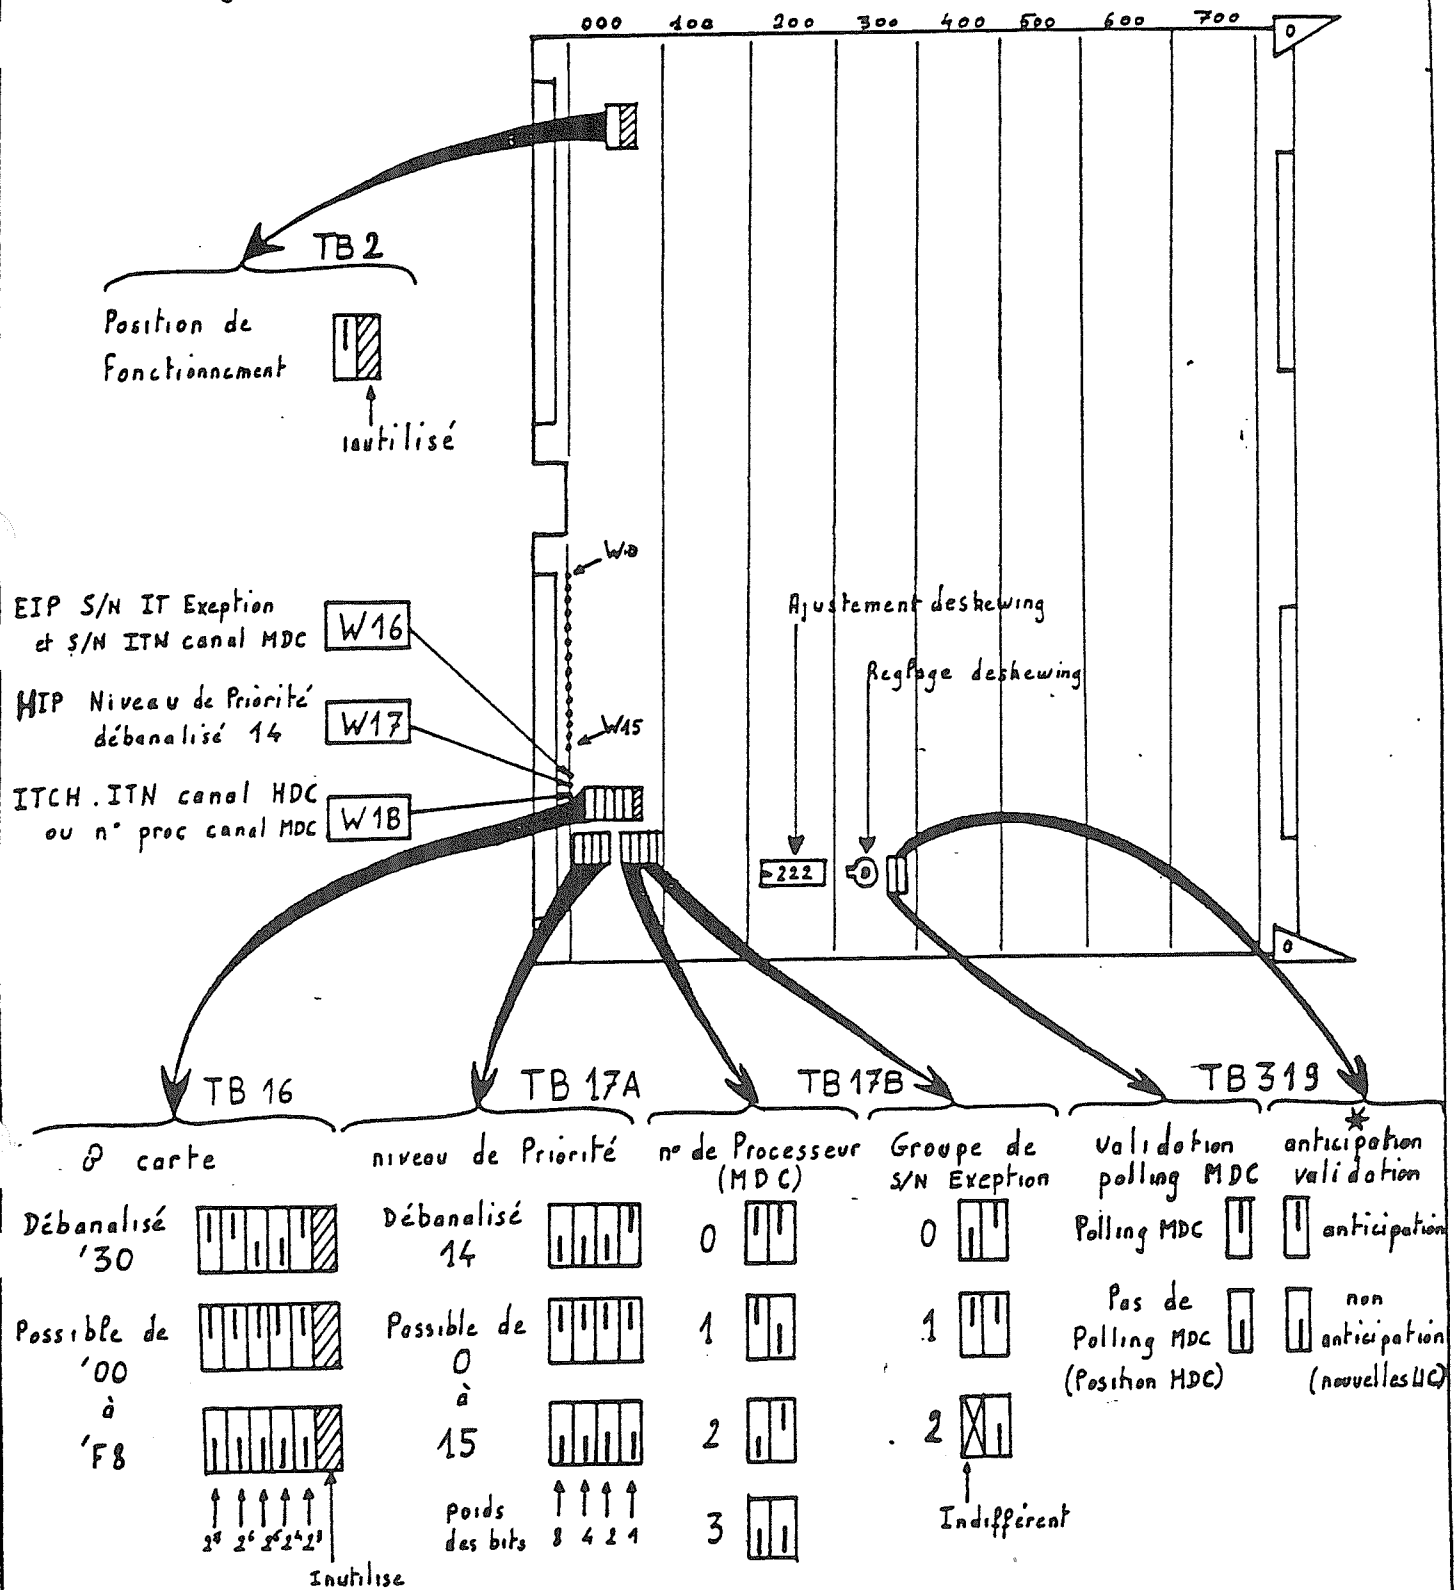 000 100 200 300 400 500 600 700
0
TB 2
Position de
Fonctionnement
inutilisé
W0
EIP S/N IT Exeption
et S/N ITN canal MDC
W16
Ajustement deskewing
Reglage deskewing
HIP Niveau de Priorité
débanalisé 14
W17
W15
ITCH . ITN canal HDC
ou n° proc canal MDC
W18
222
0
TB 16
TB 17A
TB 17B
TB 319
carte
niveau de Priorité
n° de Processeur
(MDC)
Groupe de
S/N Exeption
validation
polling MDC
*
anticipation
validation
Débanalisé
'30
Débanalisé
14
0
0
Polling MDC
anticipation
Possible de
'00
à
'F8
Possible de
0
à
15
1
1
Pas de
Polling MDC
(Position HDC)
non
anticipation
(nouvelles UC)
2
2
poids
des bits
8 4 2 1
3
Indifférent
Inutilise